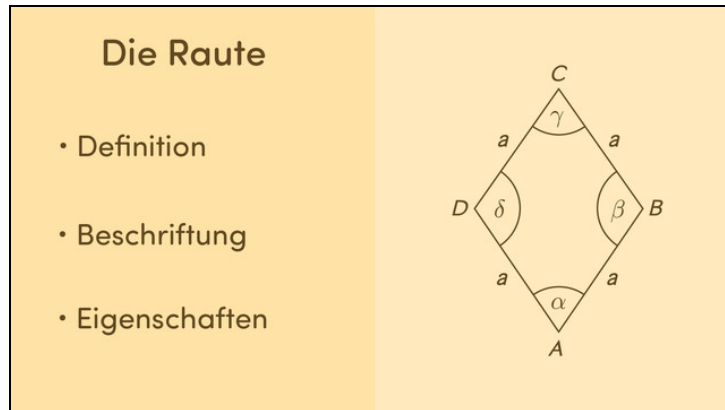 Die Raute
• Definition
• Beschriftung
• Eigenschaften
C
γ
a a
D δ β B
a a
α
A